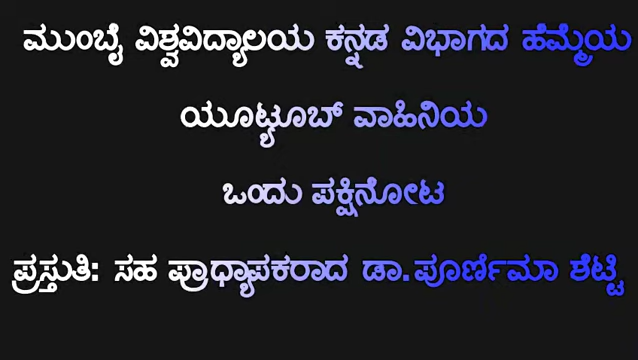 ಮುಂಬೈ ವಿಶ್ವವಿದ್ಯಾಲಯ ಕನ್ನಡ ವಿಭಾಗದ ಹೆಮ್ಮೆಯ
ಯೂಟ್ಯೂಬ್ ವಾಹಿನಿಯ
ಒಂದು ಪಕ್ಷಿನೋಟ
ಪ್ರಸ್ತುತಿ: ಸಹ ಪ್ರಾಧ್ಯಾಪಕರಾದ ಡಾ.ಪೂರ್ಣಿಮಾ ಶೆಟ್ಟಿ